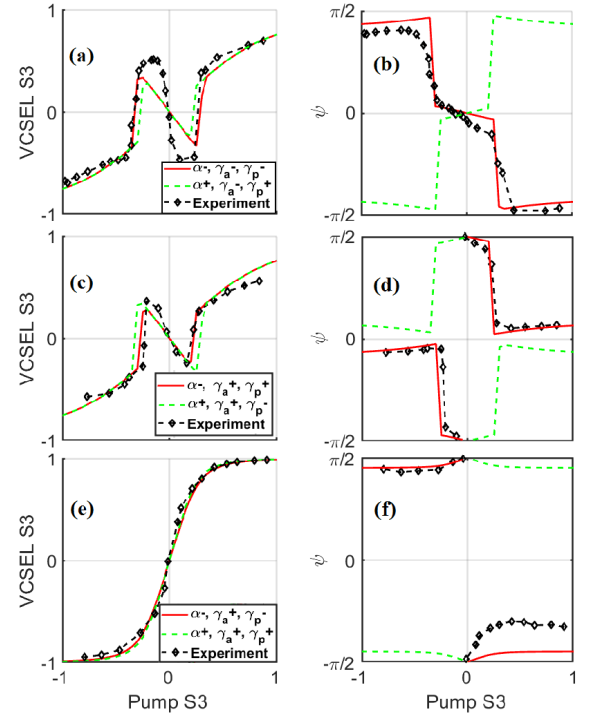 1
(a)
VCSEL S3
0
α-, γa-, γp-
α+, γa-, γp+
Experiment
-1
π/2
(b)
ψ
0
-π/2
1
(c)
VCSEL S3
0
α-, γa+, γp+
α+, γa+, γp-
Experiment
-1
π/2
(d)
ψ
0
-π/2
1
(e)
VCSEL S3
0
α-, γa+, γp-
α+, γa+, γp+
Experiment
-1
-1 0 1
Pump S3
π/2
(f)
ψ
0
-π/2
-1 0 1
Pump S3